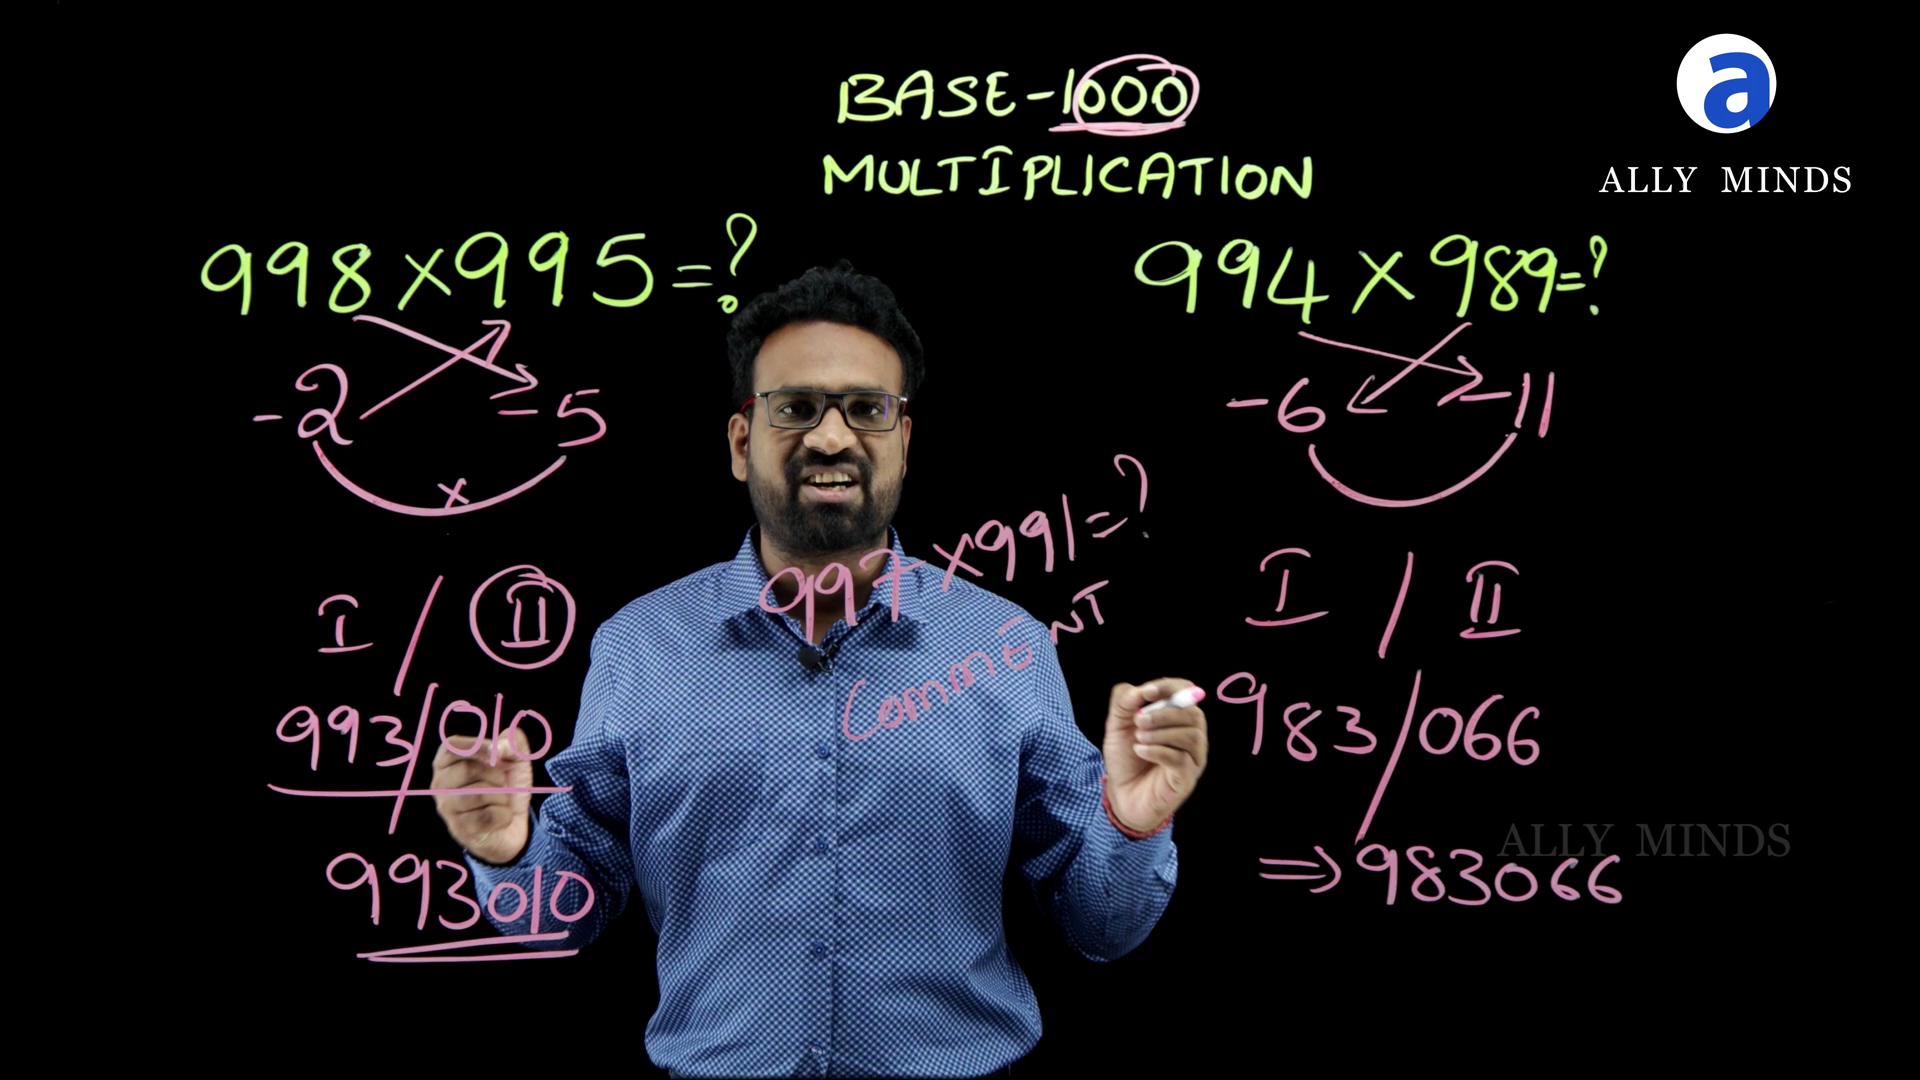 BASE-1000
MULTIPLICATION
a
ALLY MINDS
998×995=?
-2 -5
×
I / II
993/010
993010
994×989=?
-6 -11
I / II
983/066
⇒983066
997×991=?
COMMENT
ALLY MINDS